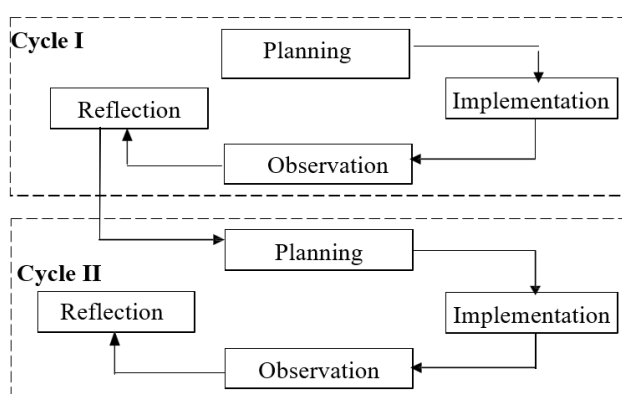 Cycle I
Planning
Implementation
Reflection
Observation
Planning
Cycle II
Reflection
Implementation
Observation